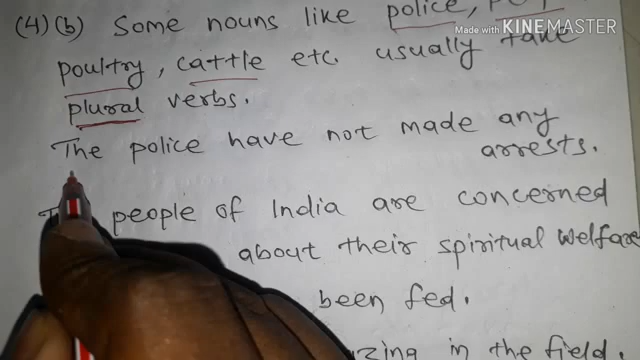 (4) (b) Some nouns like police,
Made with KINEMASTER
poultry, cattle etc. usually take
plural verbs.
The police have not made any
arrests.
people of India are concerned
about their spiritual welfare
been fed.
in the field.